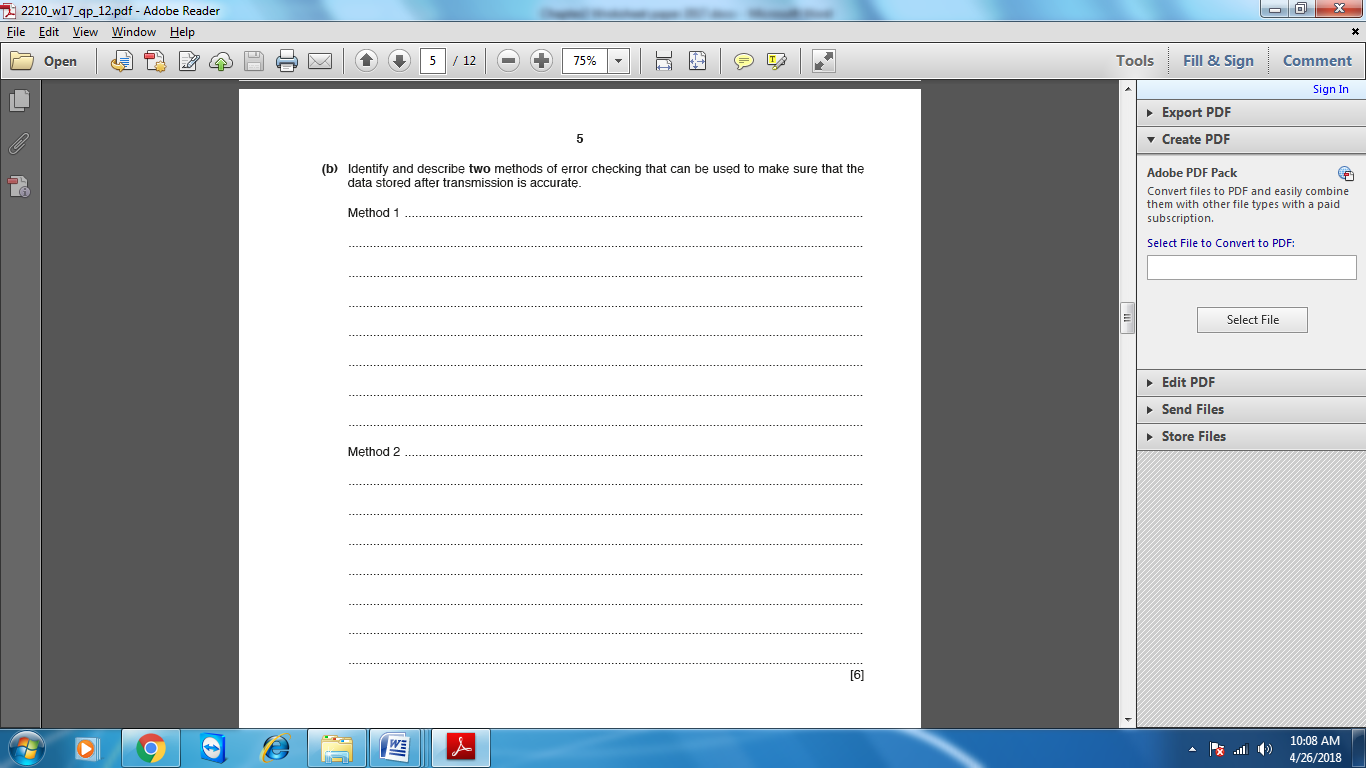 2210_w17_qp_12.pdf - Adobe Reader
File Edit View Window Help
Open 5 / 12 75% Tools Fill & Sign Comment
Sign In
Export PDF
Create PDF
Adobe PDF Pack
Convert files to PDF and easily combine
them with other file types with a paid
subscription.
Select File to Convert to PDF:
Select File
Edit PDF
Send Files
Store Files
5
(b) Identify and describe two methods of error checking that can be used to make sure that the
data stored after transmission is accurate.
Method 1
Method 2
[6]
10:08 AM
4/26/2018